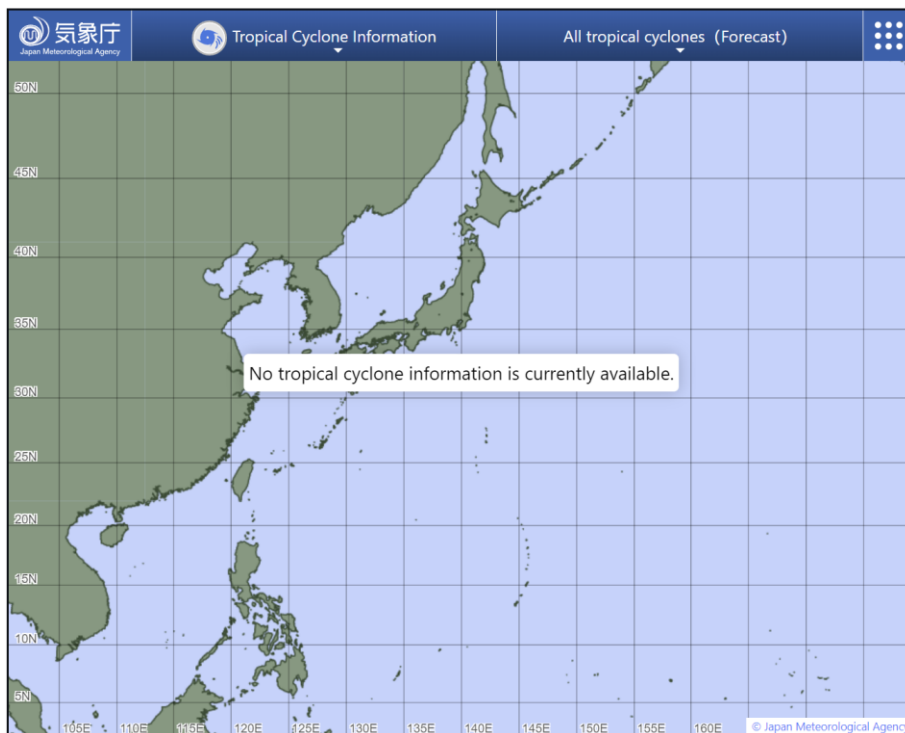 気象庁
Japan Meteorological Agency
Tropical Cyclone Information
All tropical cyclones（Forecast）
50N
45N
40N
35N
No tropical cyclone information is currently available.
30N
25N
20N
15N
10N
5N
105E 110E 115E 120E 125E 130E 135E 140E 145E 150E 155E 160E
© Japan Meteorological Agency